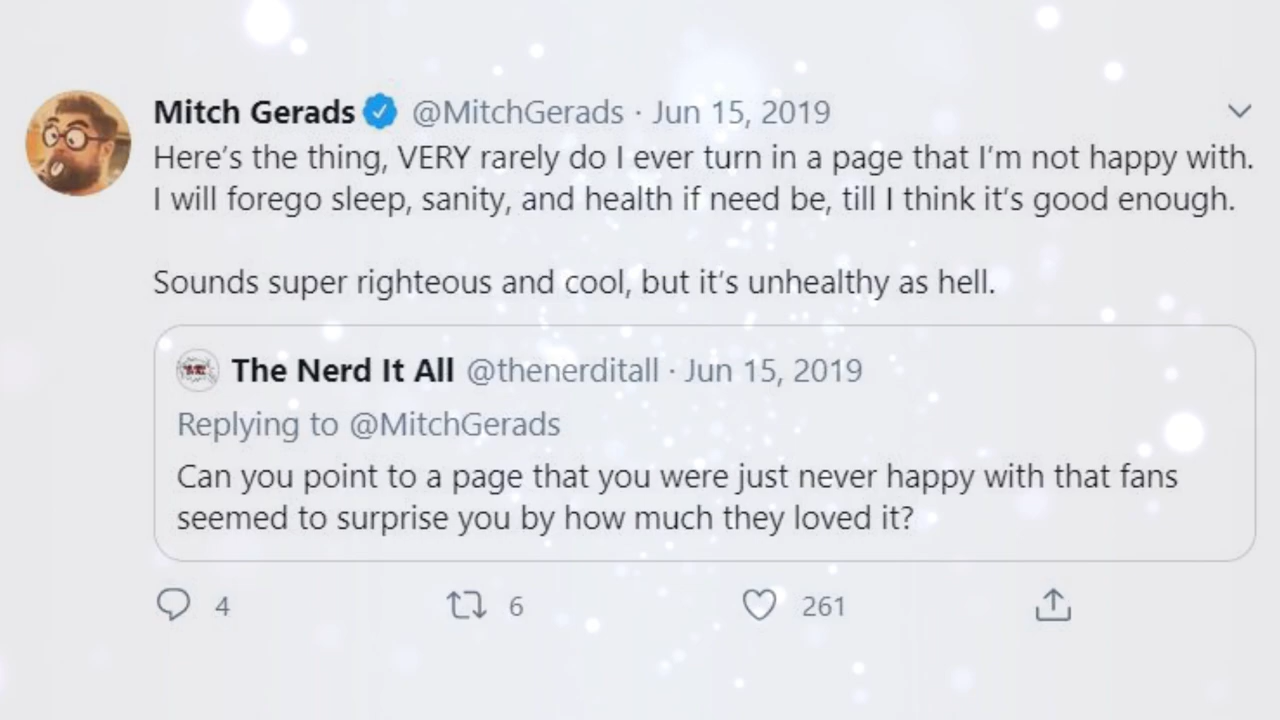 Mitch Gerads @MitchGerads · Jun 15, 2019
Here's the thing, VERY rarely do I ever turn in a page that I'm not happy with.
I will forego sleep, sanity, and health if need be, till I think it's good enough.
Sounds super righteous and cool, but it's unhealthy as hell.
The Nerd It All @thenerditall · Jun 15, 2019
Replying to @MitchGerads
Can you point to a page that you were just never happy with that fans
seemed to surprise you by how much they loved it?
4 6 261